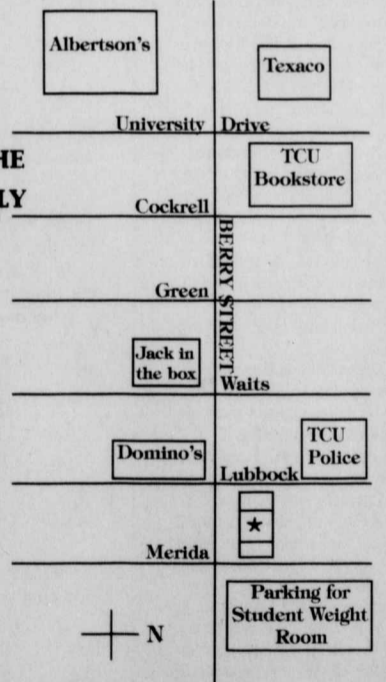 Albertson's
Texaco
University Drive
HE
TCU
Bookstore
LY
Cockrell
BERRY STREET
Green
Jack in
the box
Waits
Domino's
TCU
Police
Lubbock
Merida
Parking for
Student Weight
Room
N